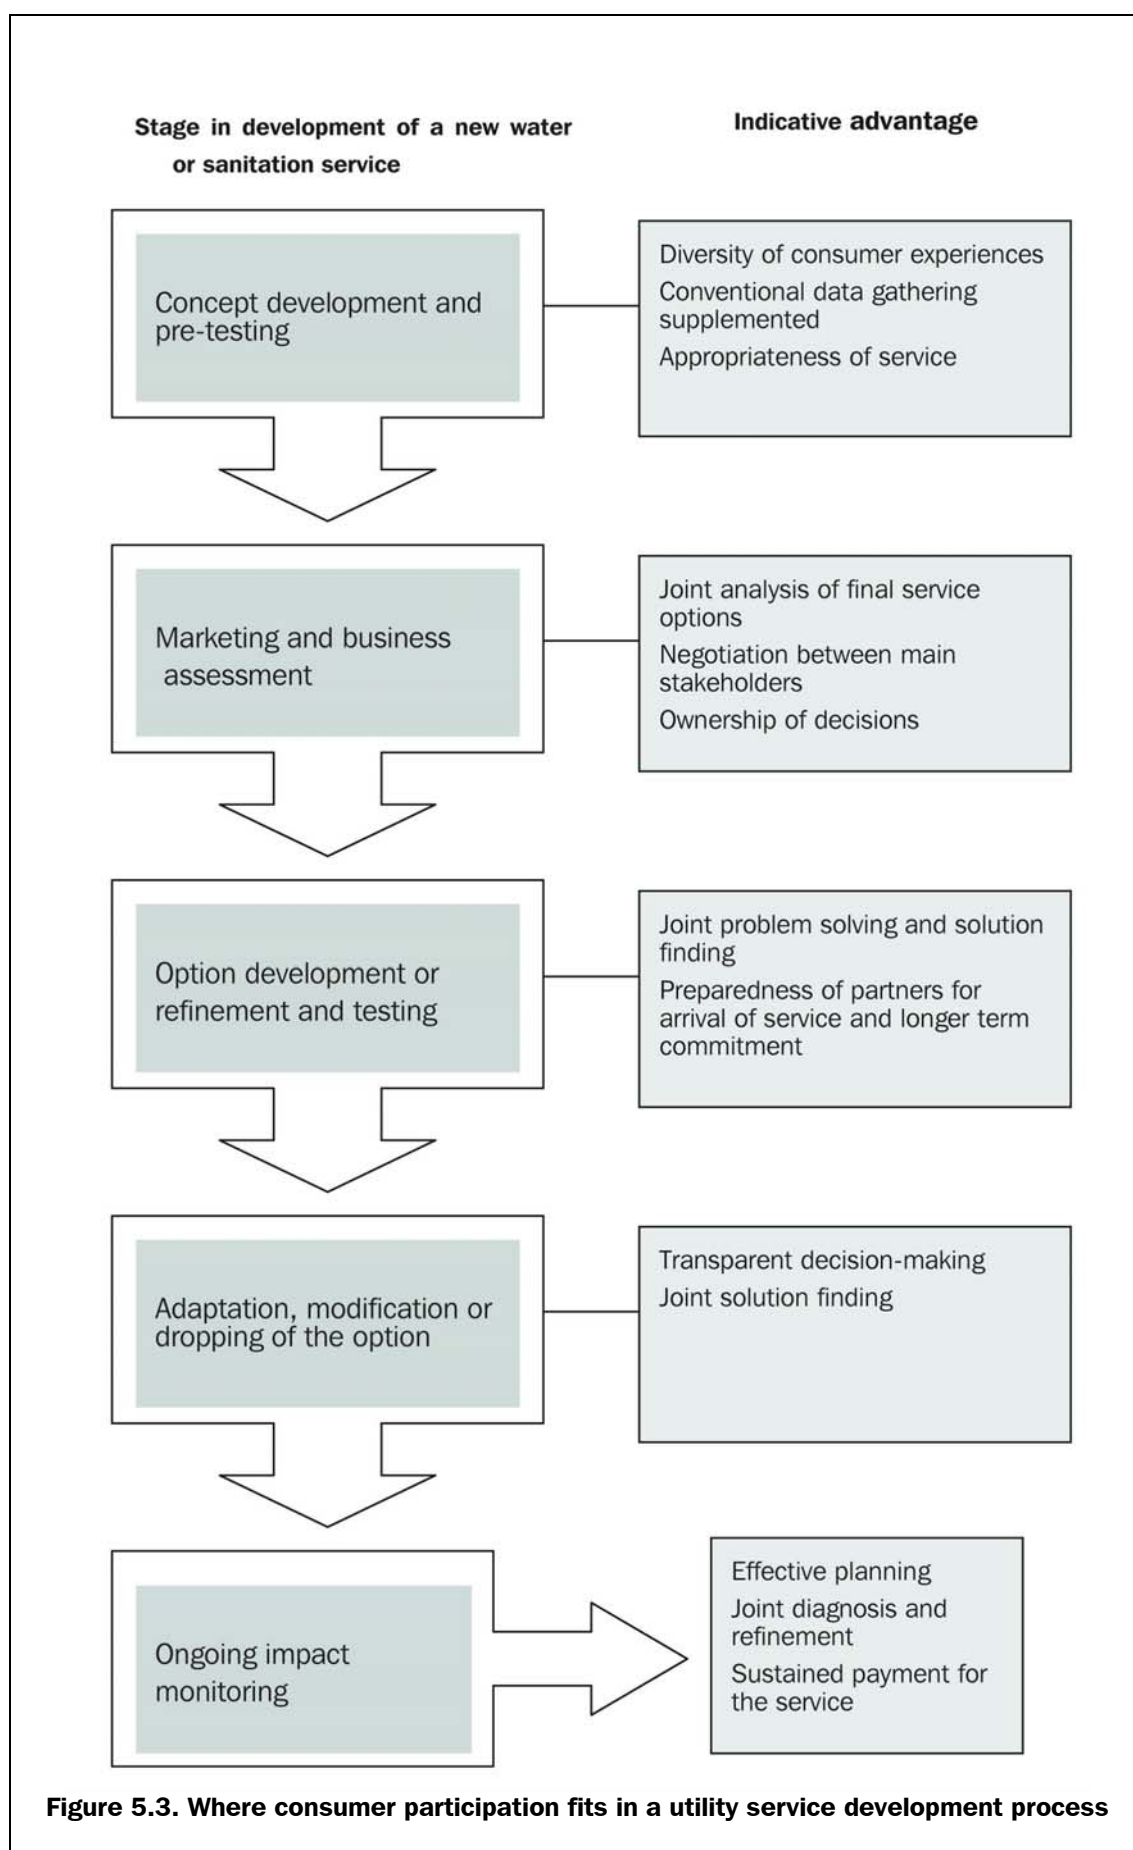 Stage in development of a new water
or sanitation service
Indicative advantage
Concept development and
pre-testing
Diversity of consumer experiences
Conventional data gathering
supplemented
Appropriateness of service
Marketing and business
assessment
Joint analysis of final service
options
Negotiation between main
stakeholders
Ownership of decisions
Option development or
refinement and testing
Joint problem solving and solution
finding
Preparedness of partners for
arrival of service and longer term
commitment
Adaptation, modification or
dropping of the option
Transparent decision-making
Joint solution finding
Ongoing impact
monitoring
Effective planning
Joint diagnosis and
refinement
Sustained payment for
the service
Figure 5.3. Where consumer participation fits in a utility service development process